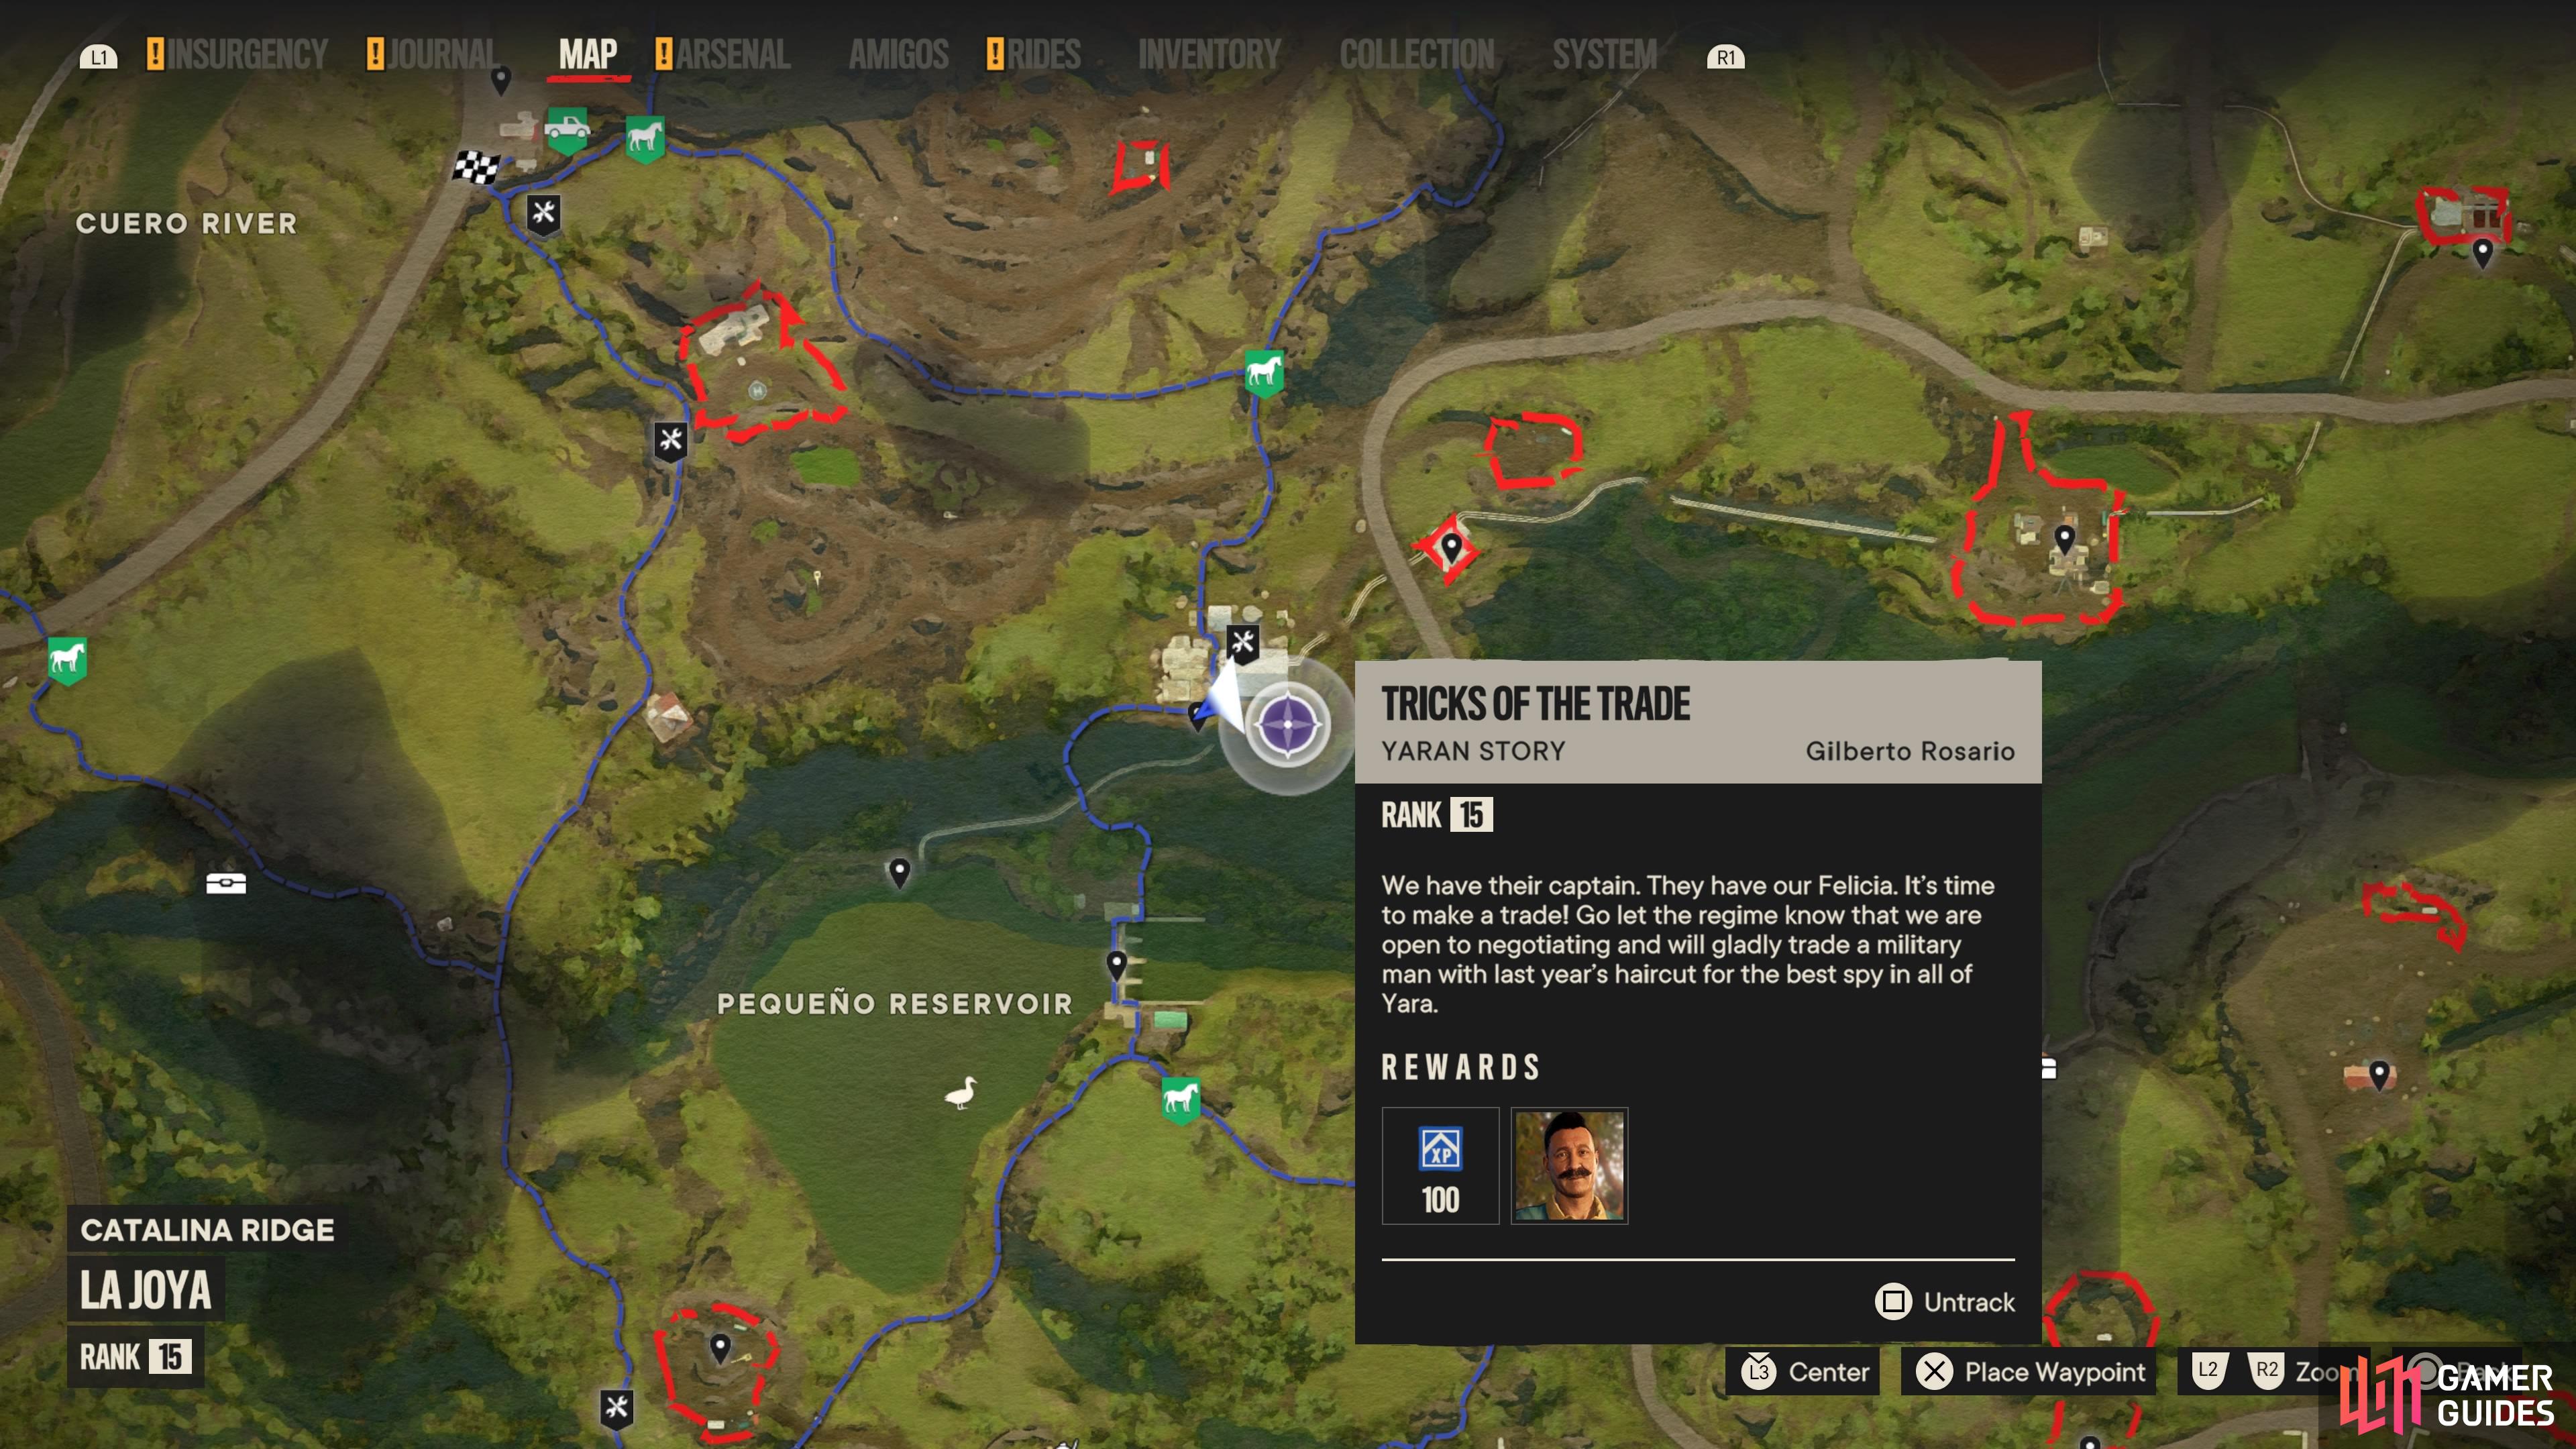 L1 ! INSURGENCY ! JOURNAL MAP ! ARSENAL AMIGOS ! RIDES INVENTORY COLLECTION SYSTEM R1
CUERO RIVER
H
TRICKS OF THE TRADE
YARAN STORY Gilberto Rosario
RANK 15
We have their captain. They have our Felicia. It's time
to make a trade! Go let the regime know that we are
open to negotiating and will gladly trade a military
man with last year's haircut for the best spy in all of
Yara.
REWARDS
XP
100
Untrack
PEQUEÑO RESERVOIR
CATALINA RIDGE
LA JOYA
RANK 15
L3 Center Place Waypoint L2 R2
GAMER
GUIDES